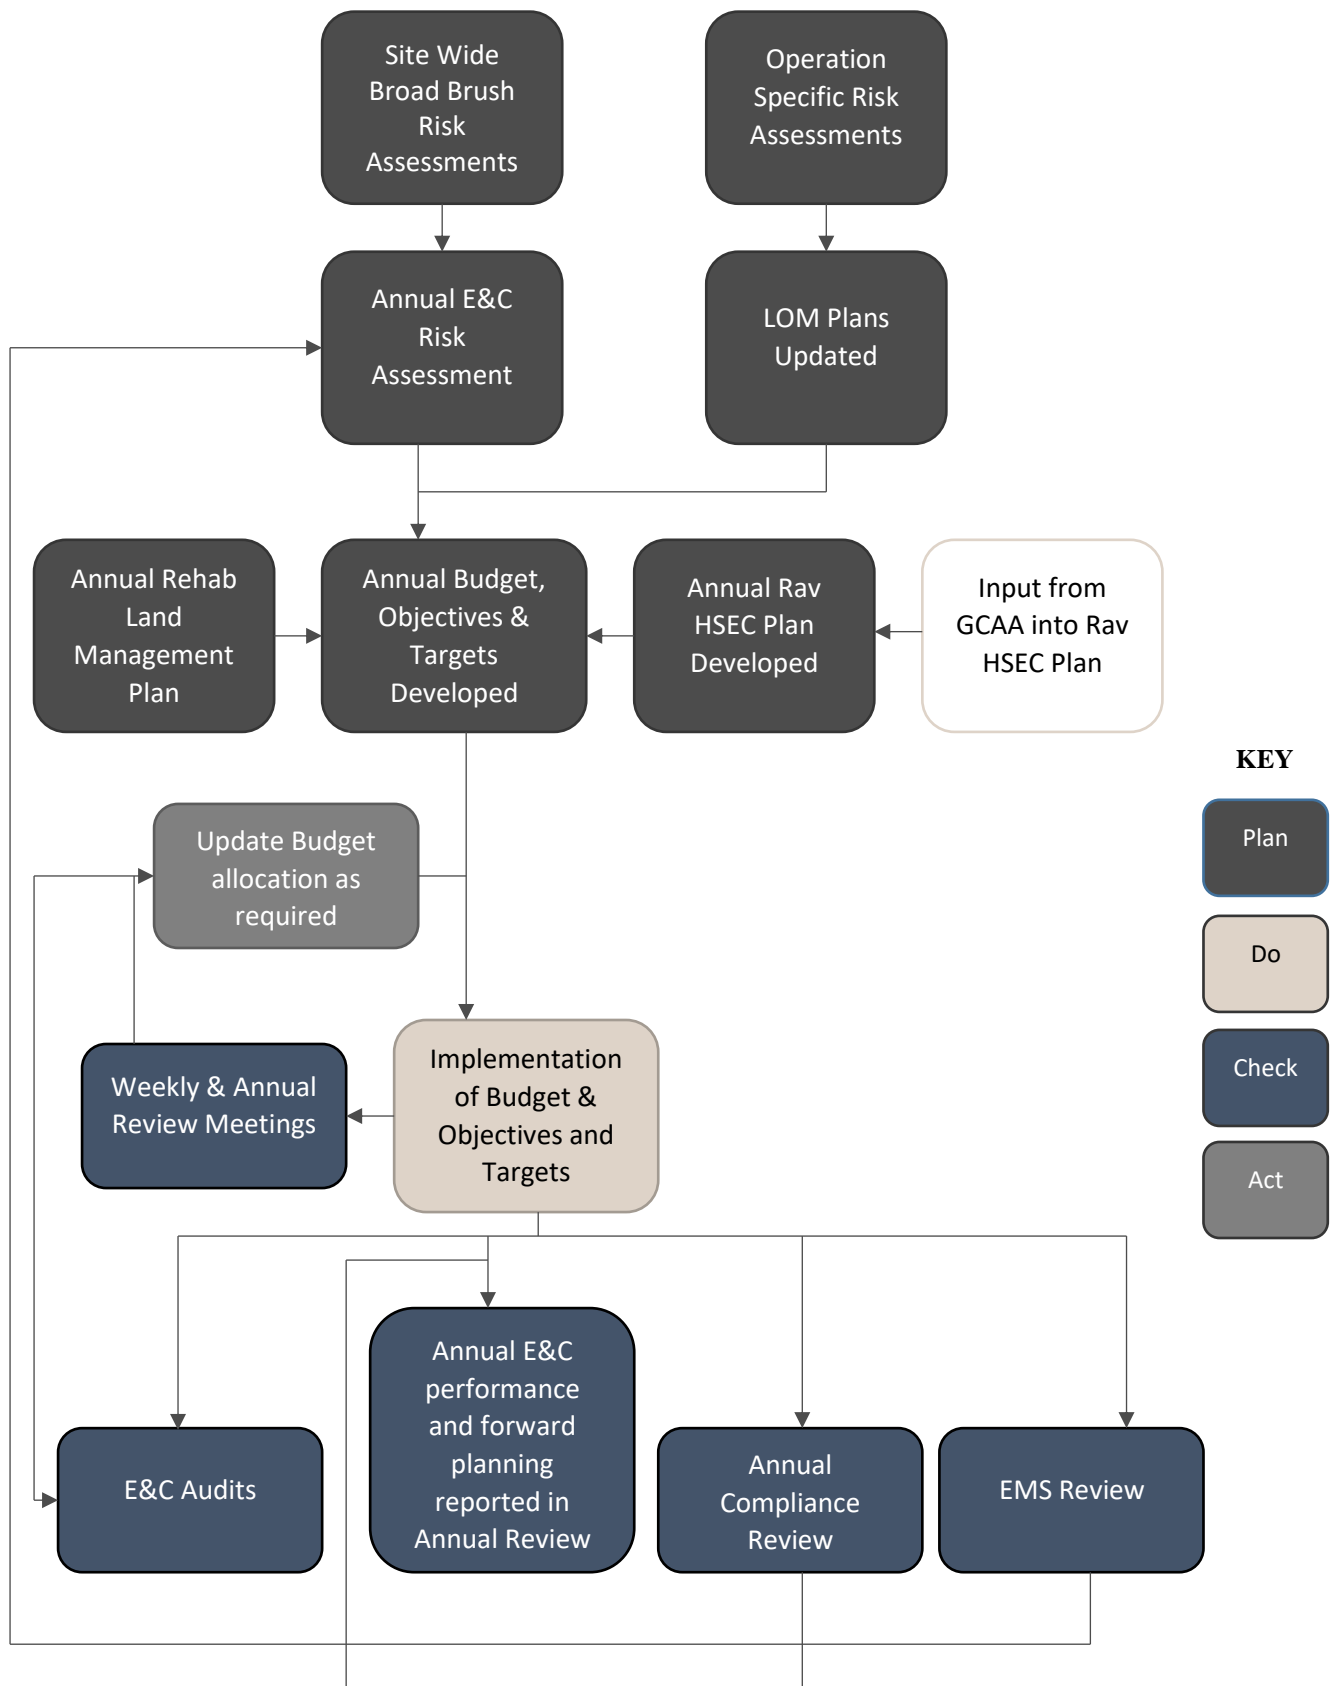 Site Wide
Broad Brush
Risk
Assessments
Operation
Specific Risk
Assessments
Annual E&C
Risk
Assessment
LOM Plans
Updated
Annual Rehab
Land
Management
Plan
Annual Budget,
Objectives &
Targets
Developed
Annual Rav
HSEC Plan
Developed
Input from
GCAA into Rav
HSEC Plan
KEY
Plan
Do
Check
Act
Update Budget
allocation as
required
Weekly & Annual
Review Meetings
Implementation
of Budget &
Objectives and
Targets
E&C Audits
Annual E&C
performance
and forward
planning
reported in
Annual Review
Annual
Compliance
Review
EMS Review